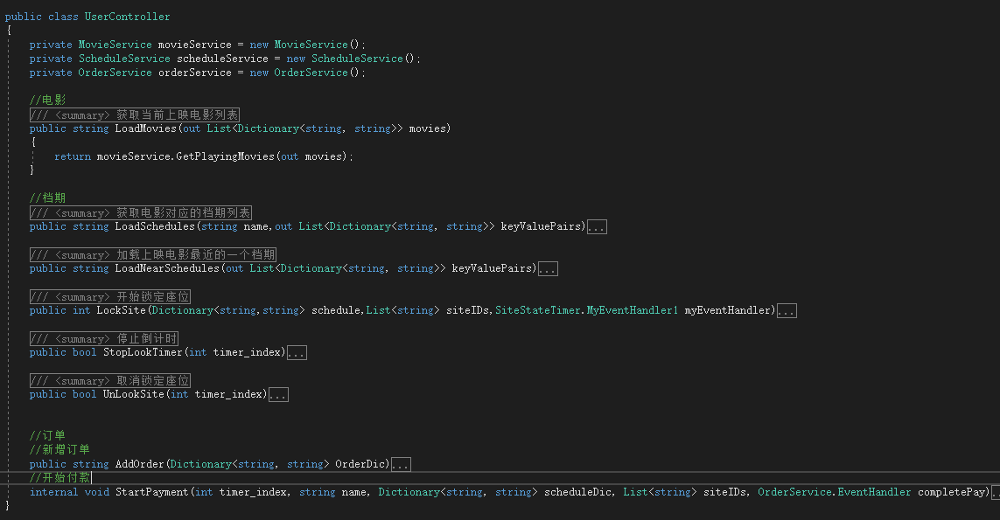 public class UserController
{
private MovieService movieService = new MovieService();
private ScheduleService scheduleService = new ScheduleService();
private OrderService orderService = new OrderService();
//电影
/// <summary> 获取当前上映电影列表
public string LoadMovies(out List<Dictionary<string, string>> movies)
{
return movieService.GetPlayingMovies(out movies);
}
//档期
/// <summary> 获取电影对应的档期列表
public string LoadSchedules(string name,out List<Dictionary<string, string>> keyValuePairs)...
/// <summary> 加载上映电影最近的一个档期
public string LoadNearSchedules(out List<Dictionary<string, string>> keyValuePairs)...
/// <summary> 开始锁定座位
public int LockSite(Dictionary<string,string> schedule,List<string> siteIDs,SiteStateTimer.MyEventHandler1 myEventHandler)...
/// <summary> 停止倒计时
public bool StopLookTimer(int timer_index)...
/// <summary> 取消锁定座位
public bool UnLookSite(int timer_index)...
//订单
//新增订单
public string AddOrder(Dictionary<string, string> OrderDic)...
//开始付款
internal void StartPayment(int timer_index, string name, Dictionary<string, string> scheduleDic, List<string> siteIDs, OrderService.EventHandler completePay)..
}